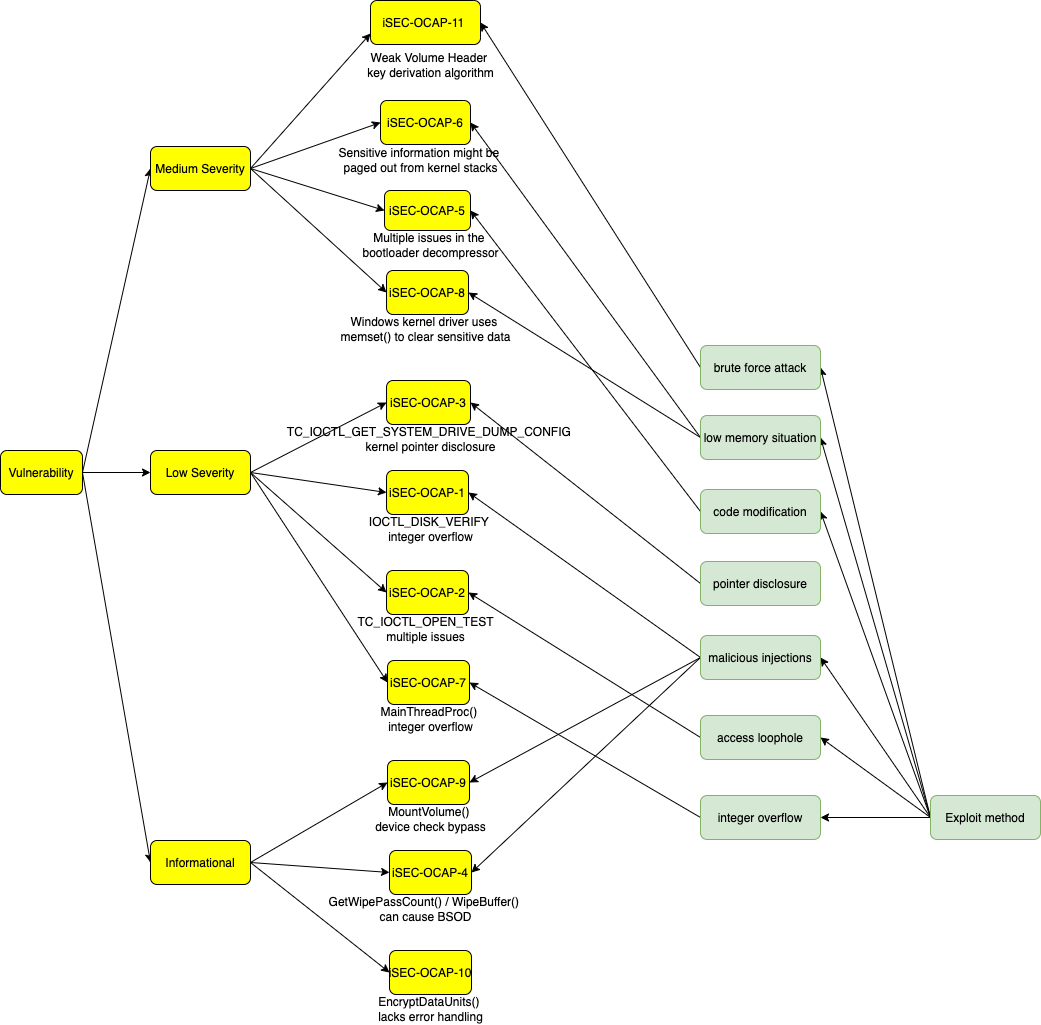 iSEC-OCAP-11
Weak Volume Header
key derivation algorithm
iSEC-OCAP-6
Medium Severity
Sensitive information might be
paged out from kernel stacks
iSEC-OCAP-5
Multiple issues in the
bootloader decompressor
iSEC-OCAP-8
Windows kernel driver uses
memset() to clear sensitive data
brute force attack
iSEC-OCAP-3
TC_IOCTL_GET_SYSTEM_DRIVE_DUMP_CONFIG
kernel pointer disclosure
low memory situation
Vulnerability
Low Severity
iSEC-OCAP-1
IOCTL_DISK_VERIFY
integer overflow
code modification
iSEC-OCAP-2
TC_IOCTL_OPEN_TEST
multiple issues
pointer disclosure
iSEC-OCAP-7
MainThreadProc()
integer overflow
malicious injections
access loophole
iSEC-OCAP-9
MountVolume()
device check bypass
integer overflow
Exploit method
Informational
iSEC-OCAP-4
GetWipePassCount() / WipeBuffer()
can cause BSOD
iSEC-OCAP-10
EncryptDataUnits()
lacks error handling